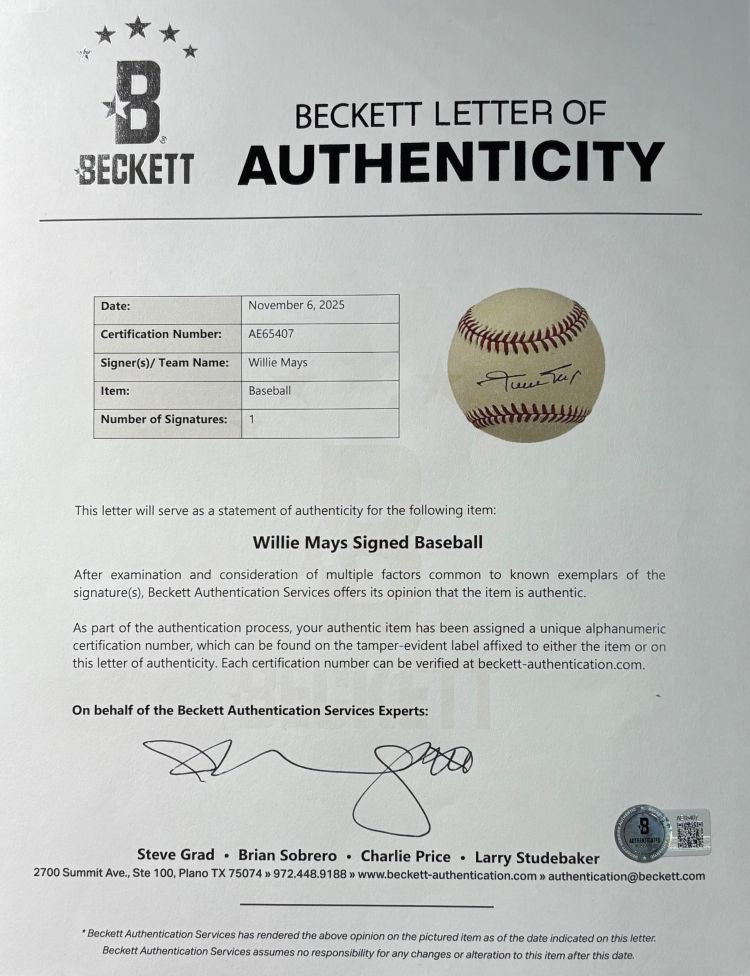 B
BECKETT
BECKETT LETTER OF
AUTHENTICITY
Date: November 6, 2025
Certification Number: AE65407
Signer(s)/ Team Name: Willie Mays
Item: Baseball
Number of Signatures: 1
Willie Mays
This letter will serve as a statement of authenticity for the following item:
Willie Mays Signed Baseball
After examination and consideration of multiple factors common to known exemplars of the
signature(s), Beckett Authentication Services offers its opinion that the item is authentic.
As part of the authentication process, your authentic item has been assigned a unique alphanumeric
certification number, which can be found on the tamper-evident label affixed to either the item or on
this letter of authenticity. Each certification number can be verified at beckett-authentication.com.
On behalf of the Beckett Authentication Services Experts:
B
AUTHENTICATED
AE65407
Steve Grad • Brian Sobrero • Charlie Price • Larry Studebaker
2700 Summit Ave., Ste 100, Plano TX 75074 » 972.448.9188 » www.beckett-authentication.com » authentication@beckett.com
* Beckett Authentication Services has rendered the above opinion on the pictured item as of the date indicated on this letter.
Beckett Authentication Services assumes no responsibility for any changes or alteration to this item after this date.